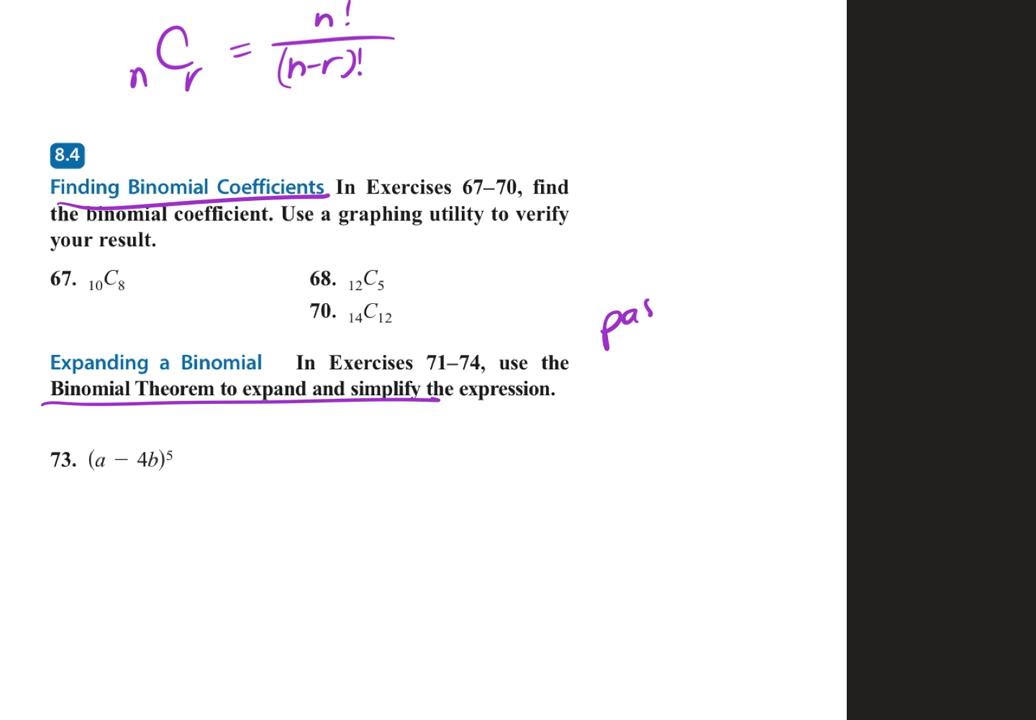 nCr = n!/(n-r)!
8.4
Finding Binomial Coefficients In Exercises 67–70, find
the binomial coefficient. Use a graphing utility to verify
your result.
67. 10C8 68. 12C5
70. 14C12
pas
Expanding a Binomial In Exercises 71–74, use the
Binomial Theorem to expand and simplify the expression.
73. (a − 4b)⁵